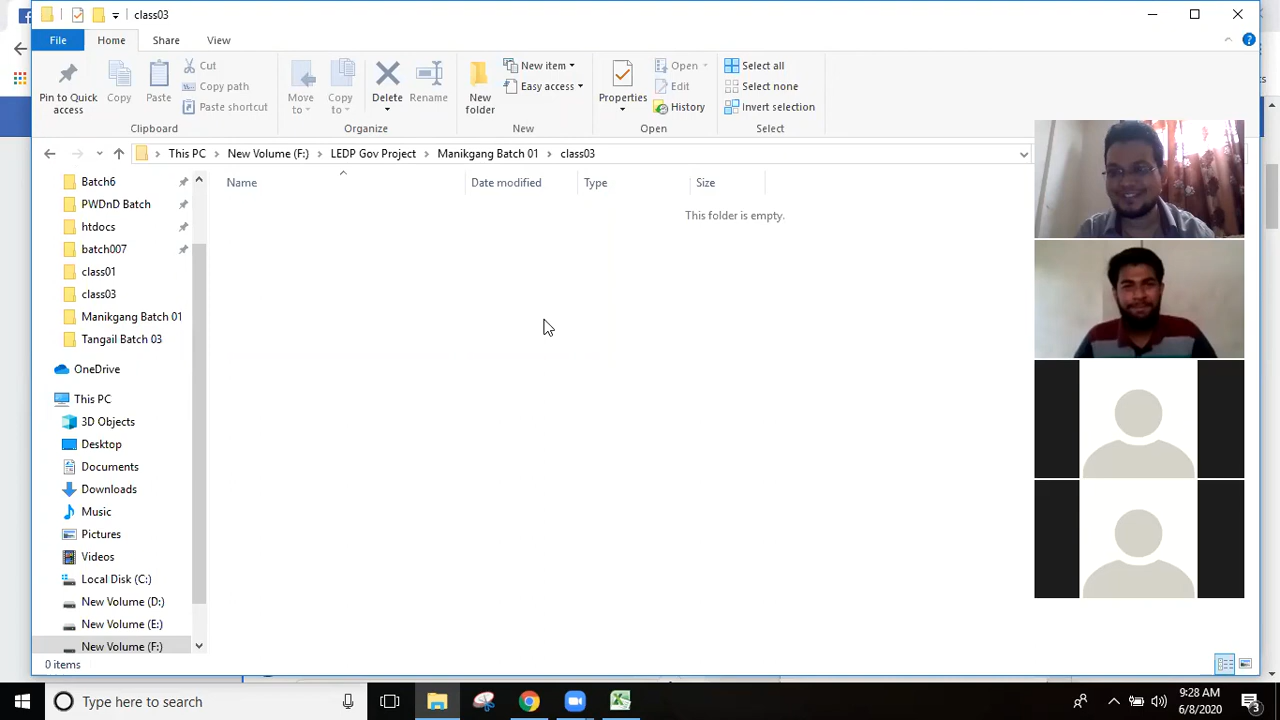 class03
File Home Share View
Pin to Quick access
Copy
Paste
Cut
Copy path
Paste shortcut
Clipboard
Move to
Copy to
Delete
Rename
Organize
New folder
New item
Easy access
New
Properties
Open
Edit
History
Open
Select all
Select none
Invert selection
Select
This PC > New Volume (F:) > LEDP Gov Project > Manikgang Batch 01 > class03
Name Date modified Type Size
This folder is empty.
Batch6
PWDnD Batch
htdocs
batch007
class01
class03
Manikgang Batch 01
Tangail Batch 03
OneDrive
This PC
3D Objects
Desktop
Documents
Downloads
Music
Pictures
Videos
Local Disk (C:)
New Volume (D:)
New Volume (E:)
New Volume (F:)
0 items
Type here to search
9:28 AM
6/8/2020
3